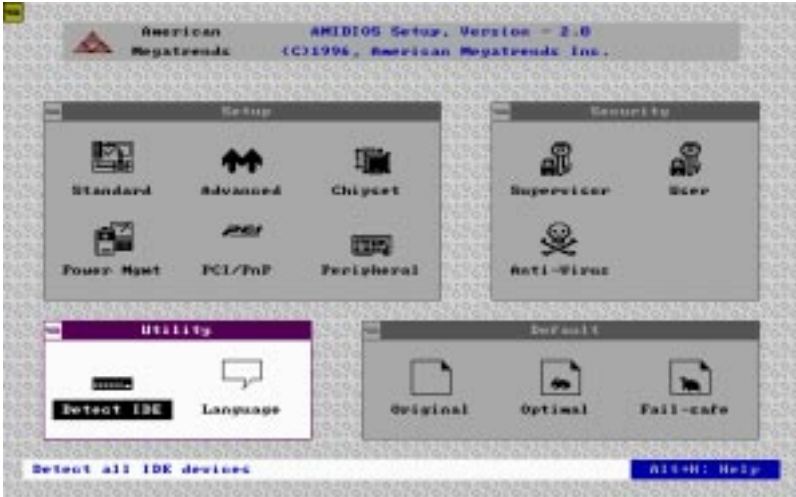 American AMIBIOS Setup, Version - 2.0
Megatrends (C)1996, American Megatrends Inc.
Setup
Standard Advanced Chipset
Power Mgmt PCI/PnP Peripheral
Security
Supervisor User
Anti-Virus
Utility
Detect IDE Language
Default
Original Optimal Fail-safe
Detect all IDE devices Alt+H: Help